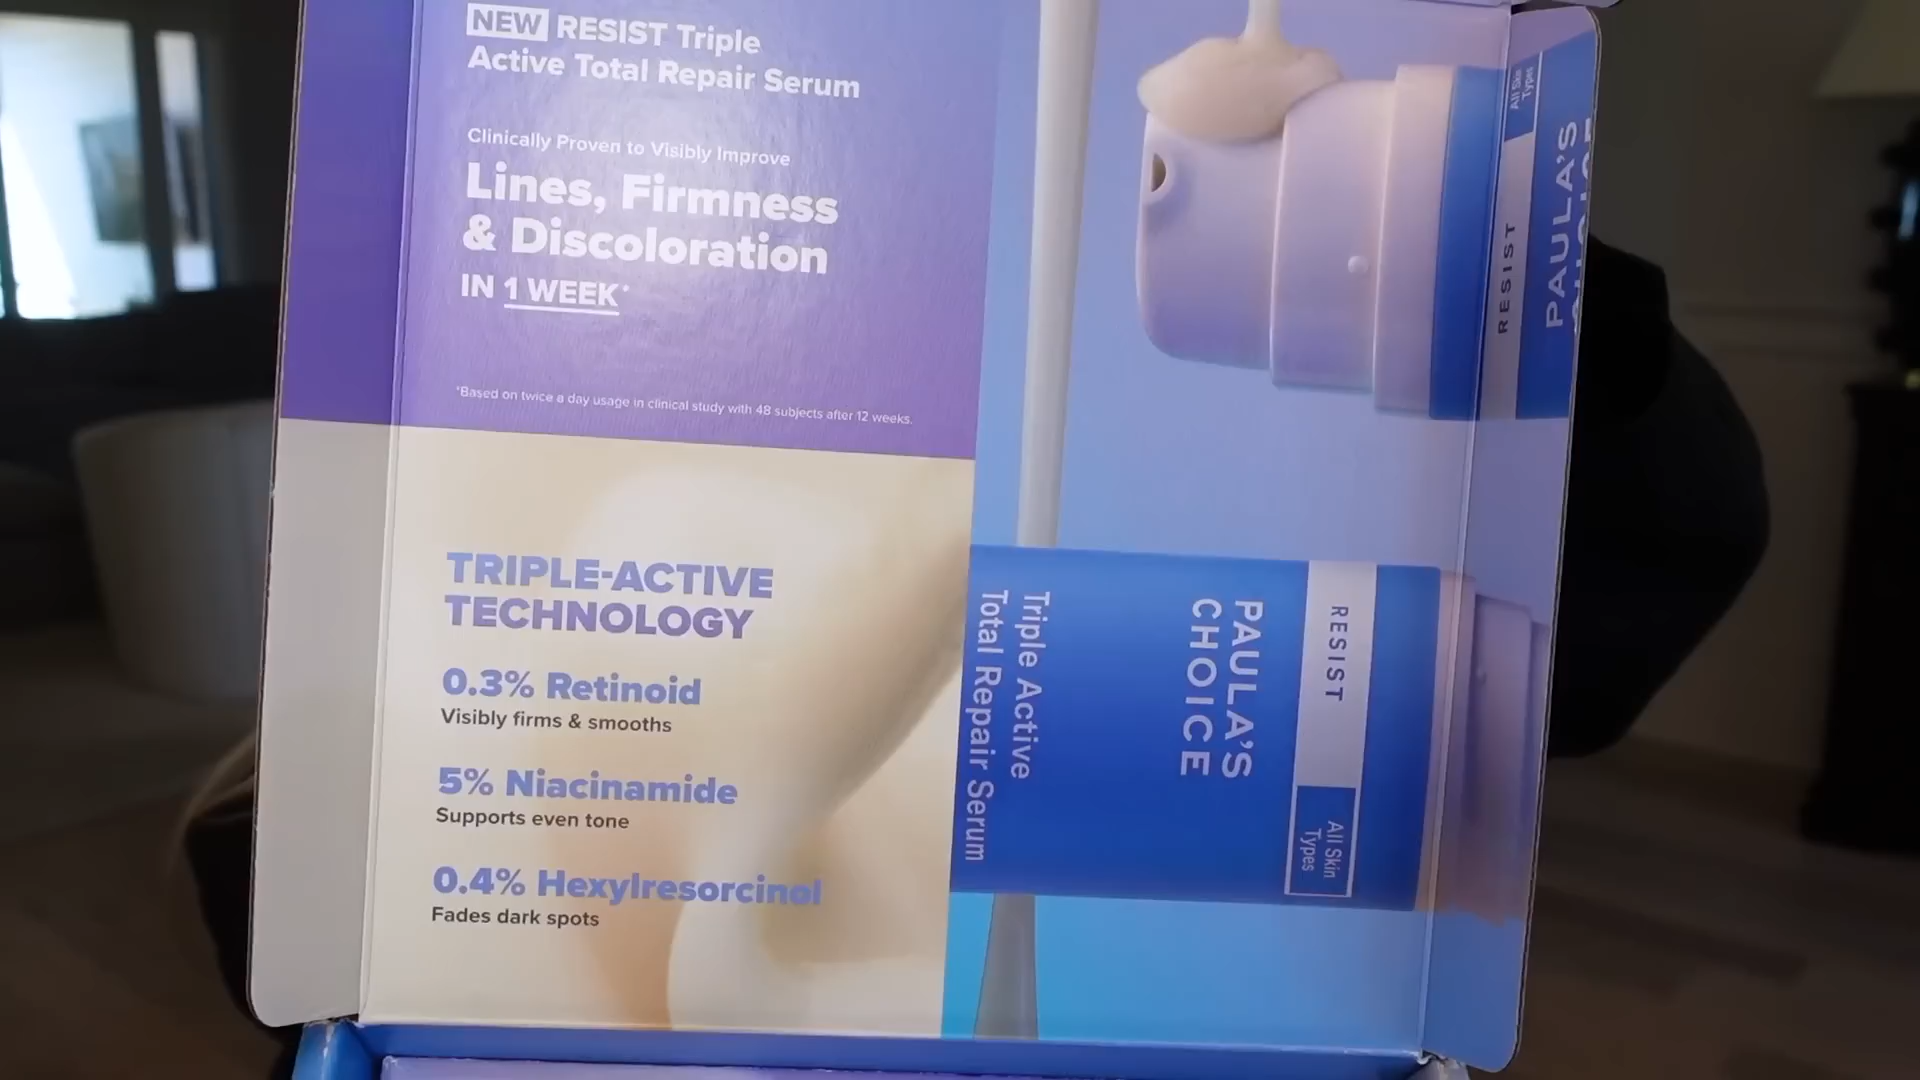 NEW RESIST Triple
Active Total Repair Serum
Clinically Proven to Visibly Improve
Lines, Firmness
& Discoloration
IN 1 WEEK*
*Based on twice a day usage in clinical study with 48 subjects after 12 weeks.
TRIPLE-ACTIVE
TECHNOLOGY
0.3% Retinoid
Visibly firms & smooths
5% Niacinamide
Supports even tone
0.4% Hexylresorcinol
Fades dark spots
All Skin
Types
RESIST
PAULA'S
CHOICE
RESIST
All Skin
Types
PAULA'S
CHOICE
Triple Active
Total Repair Serum